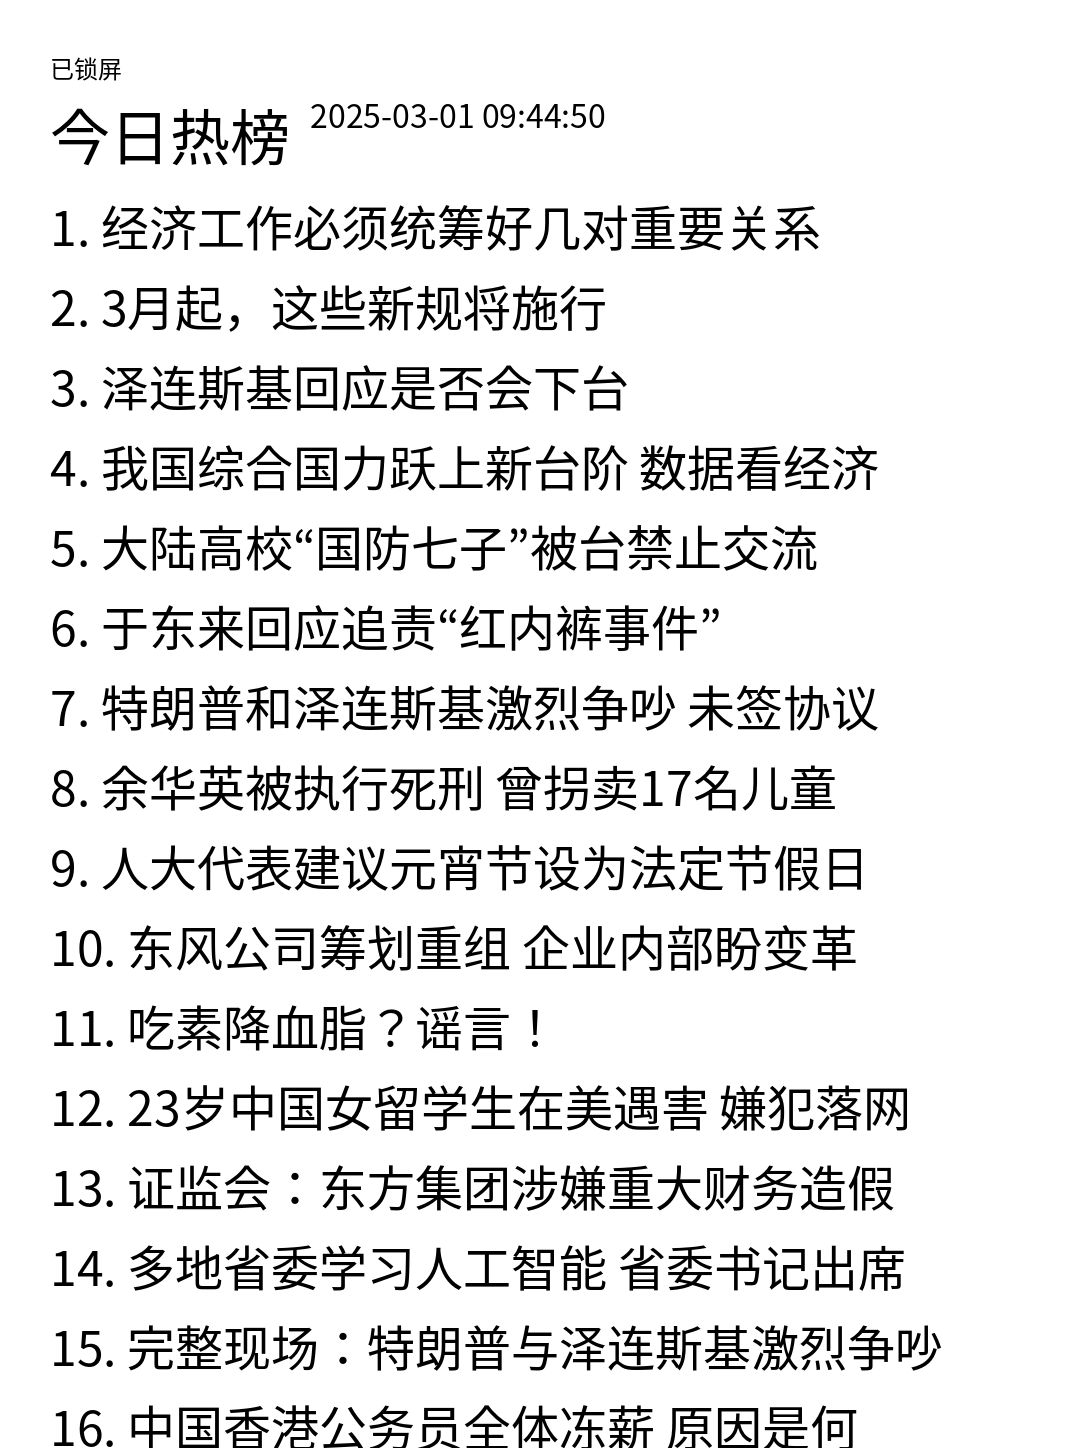 已锁屏
今日热榜 2025-03-01 09:44:50
1. 经济工作必须统筹好几对重要关系
2. 3月起，这些新规将施行
3. 泽连斯基回应是否会下台
4. 我国综合国力跃上新台阶 数据看经济
5. 大陆高校“国防七子”被台禁止交流
6. 于东来回应追责“红内裤事件”
7. 特朗普和泽连斯基激烈争吵 未签协议
8. 余华英被执行死刑 曾拐卖17名儿童
9. 人大代表建议元宵节设为法定节假日
10. 东风公司筹划重组 企业内部盼变革
11. 吃素降血脂？谣言！
12. 23岁中国女留学生在美遇害 嫌犯落网
13. 证监会：东方集团涉嫌重大财务造假
14. 多地省委学习人工智能 省委书记出席
15. 完整现场：特朗普与泽连斯基激烈争吵
16. 中国香港公务员全体冻薪 原因是何